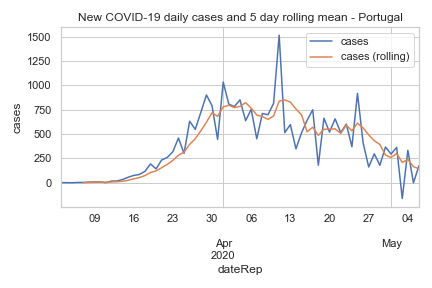 New COVID-19 daily cases and 5 day rolling mean - Portugal
cases
cases (rolling)
1500
1250
1000
750
500
250
0
cases
09 16 23 30 06 13 20 27 04
Apr May
2020
dateRep